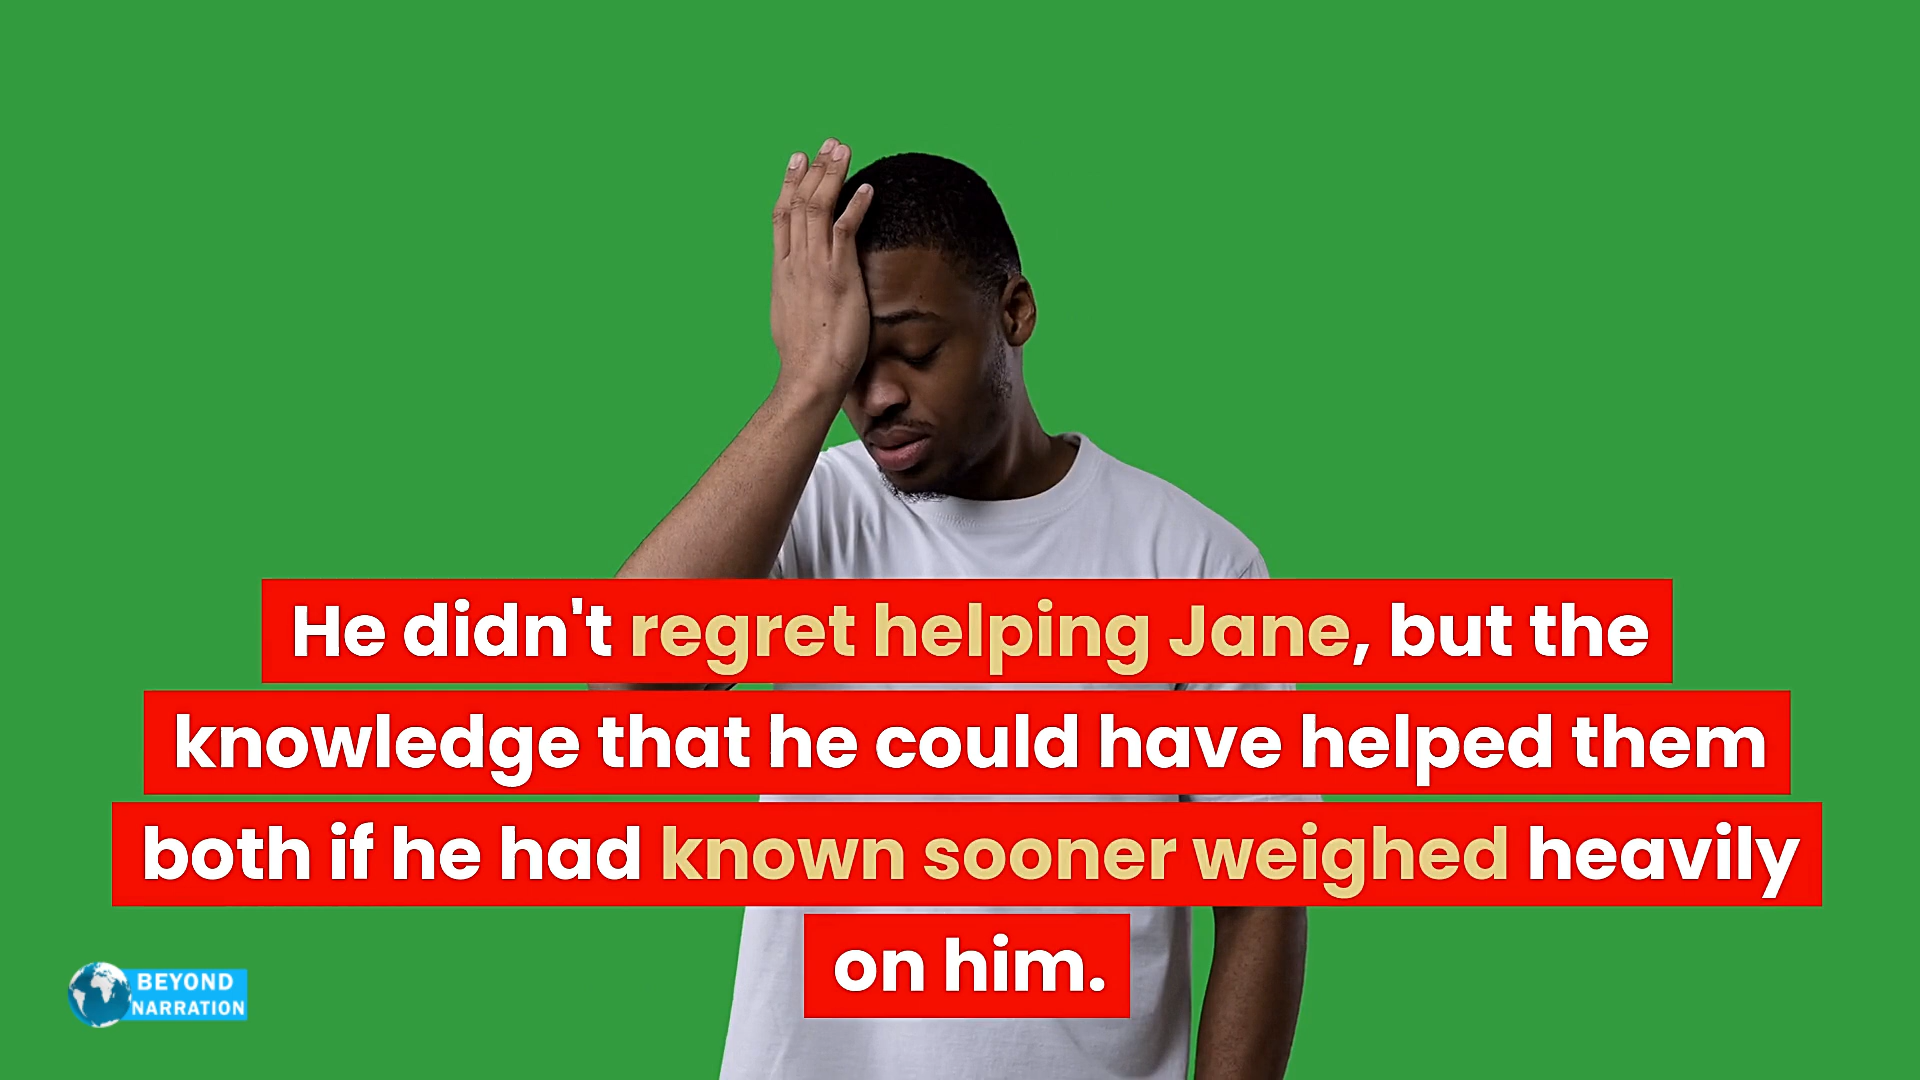 He didn't regret helping Jane, but the
knowledge that he could have helped them
both if he had known sooner weighed heavily
on him.
BEYOND
NARRATION